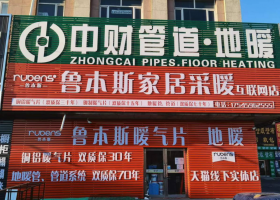 中财管道·地暖
ZHONGCAI PIPES.FLOOR HEATING
rubens
鲁本斯
鲁本斯家居采暖互联网店
rubens
鲁本斯暖气片 地暖
铜铝暖气片 双质保30年
地暖管、管道系统 双质保70年
rubens
天猫线下实体店